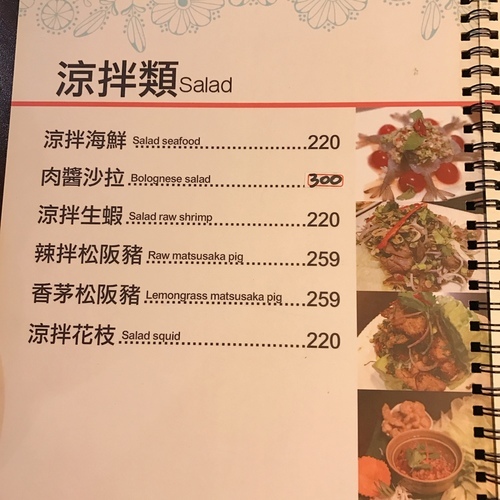 涼拌類Salad
涼拌海鮮 Salad seafood 220
肉醬沙拉 Bolognese salad 300
涼拌生蝦 Salad raw shrimp 220
辣拌松阪豬 Raw matsusaka pig 259
香茅松阪豬 Lemongrass matsusaka pig 259
涼拌花枝 Salad squid 220